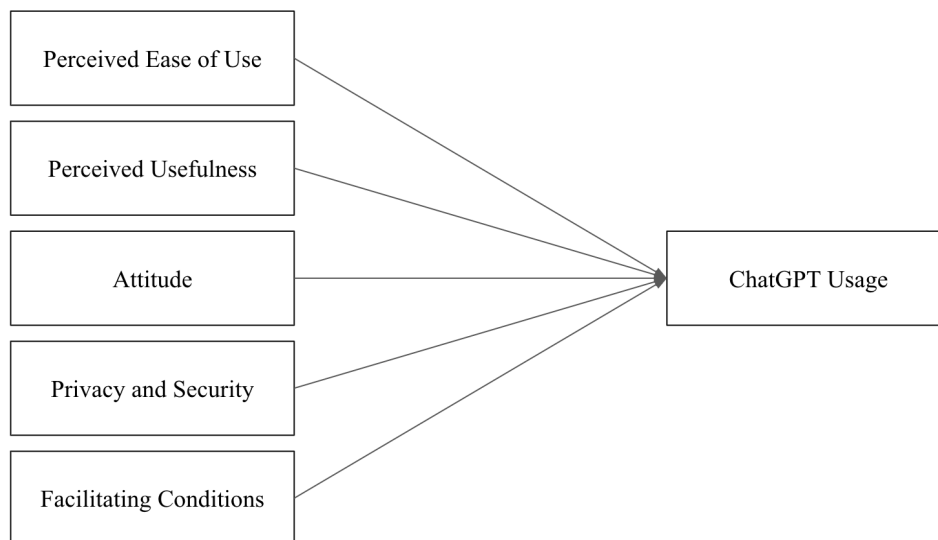 Perceived Ease of Use
Perceived Usefulness
Attitude
ChatGPT Usage
Privacy and Security
Facilitating Conditions